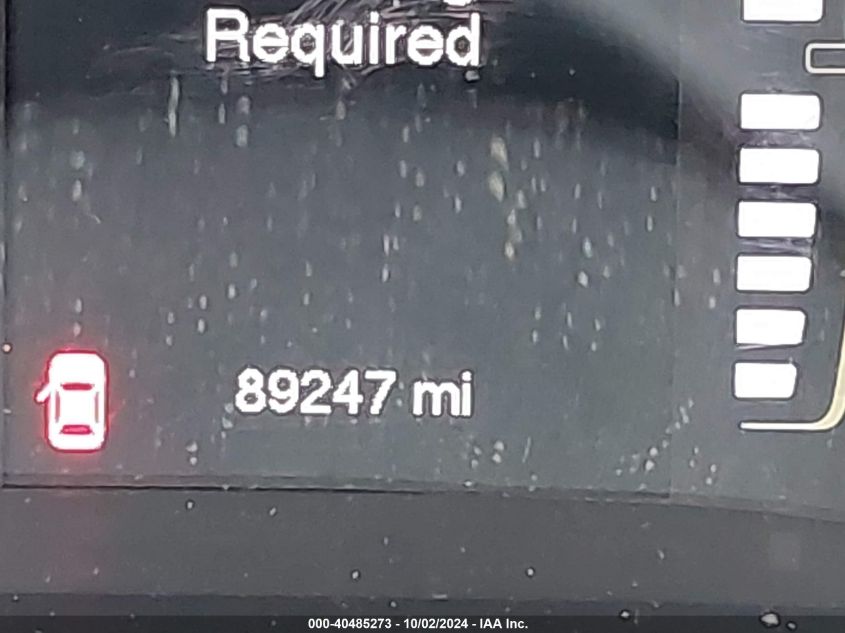 Required
89247 mi
000-40485273 - 10/02/2024 - IAA Inc.